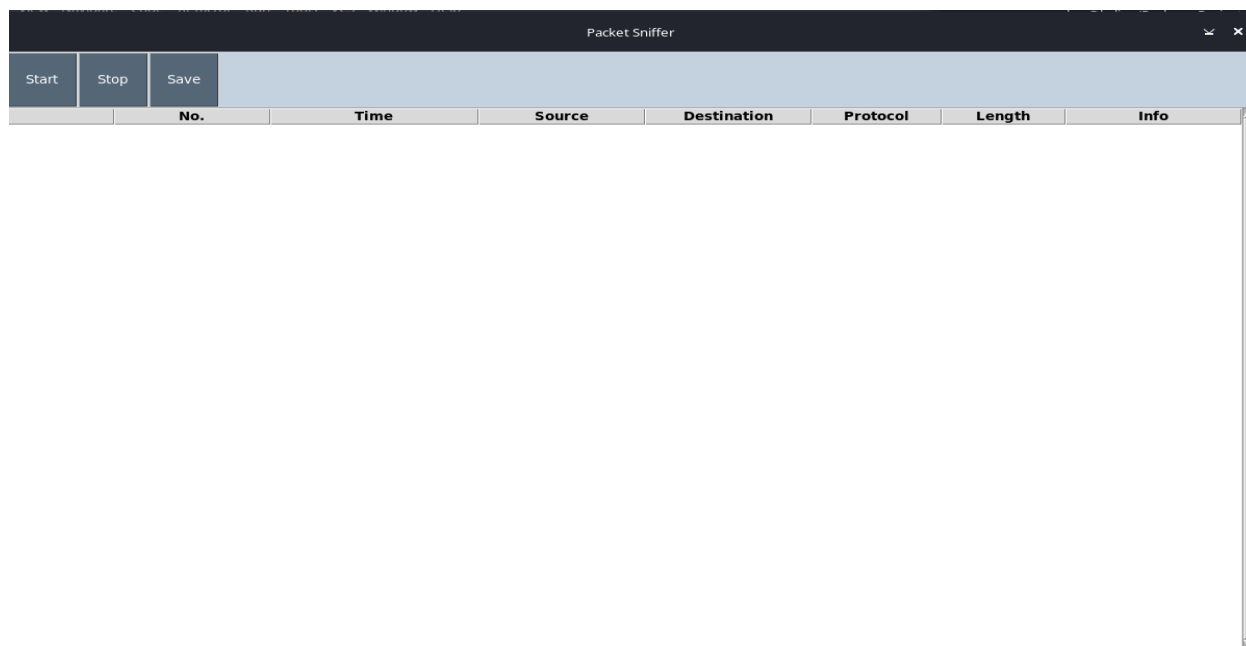 Packet Sniffer
Start Stop Save
No. Time Source Destination Protocol Length Info